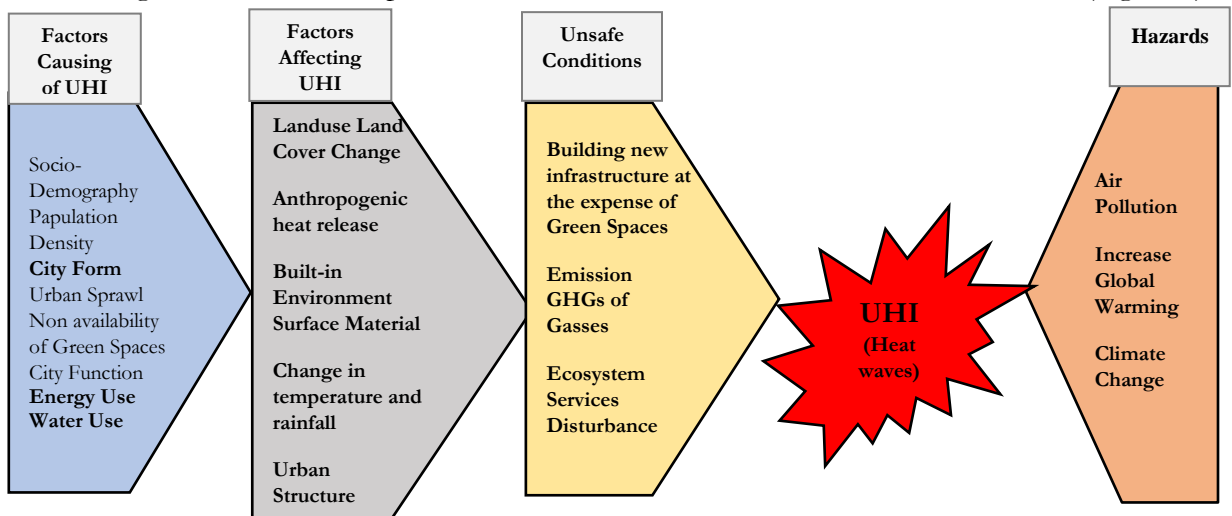 Factors
Causing
of UHI
Socio-
Demography
Papulation
Density
City Form
Urban Sprawl
Non availability
of Green Spaces
City Function
Energy Use
Water Use
Factors
Affecting
UHI
Landuse Land
Cover Change
Anthropogenic
heat release
Built-in
Environment
Surface Material
Change in
temperature and
rainfall
Urban
Structure
Unsafe
Conditions
Building new
infrastructure at
the expense of
Green Spaces
Emission
GHGs of
Gasses
Ecosystem
Services
Disturbance
UHI
(Heat
waves)
Hazards
Air
Pollution
Increase
Global
Warming
Climate
Change